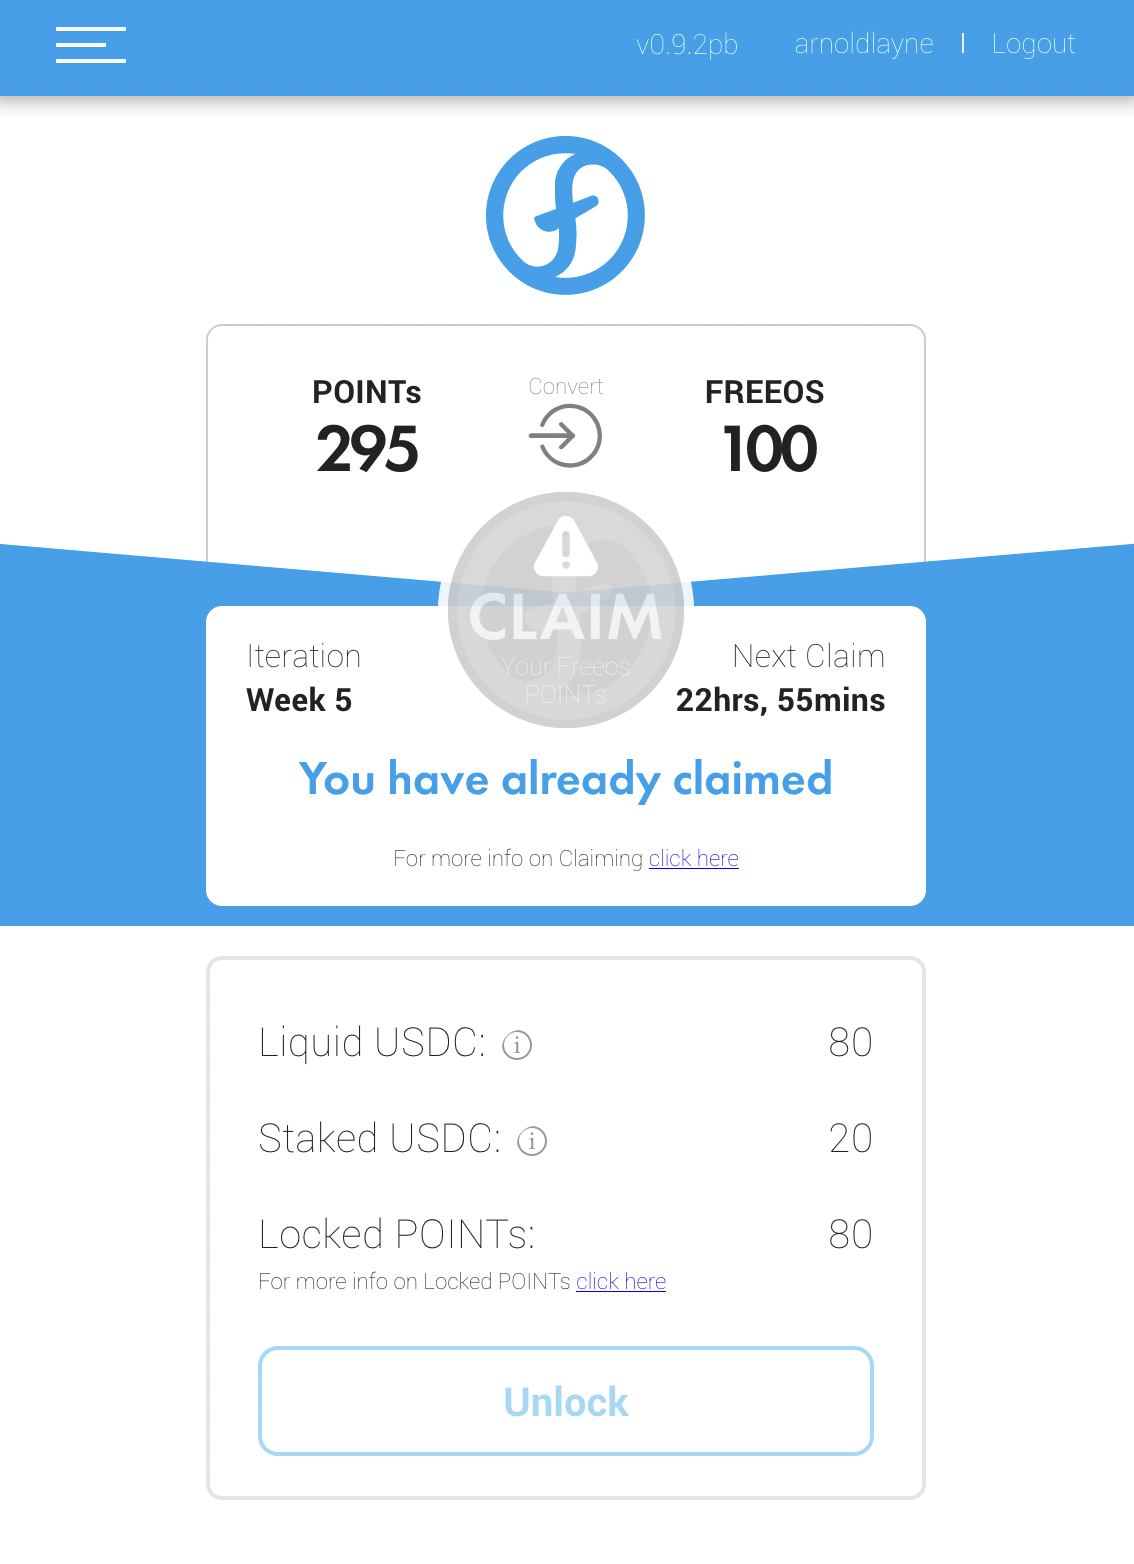 v0.9.2pb arnoldlayne | Logout
POINTs Convert FREEOS
295 100
CLAIM
Your Freeos
POINTs
Iteration Next Claim
Week 5 22hrs, 55mins
You have already claimed
For more info on Claiming click here
Liquid USDC: i 80
Staked USDC: i 20
Locked POINTs: 80
For more info on Locked POINTs click here
Unlock